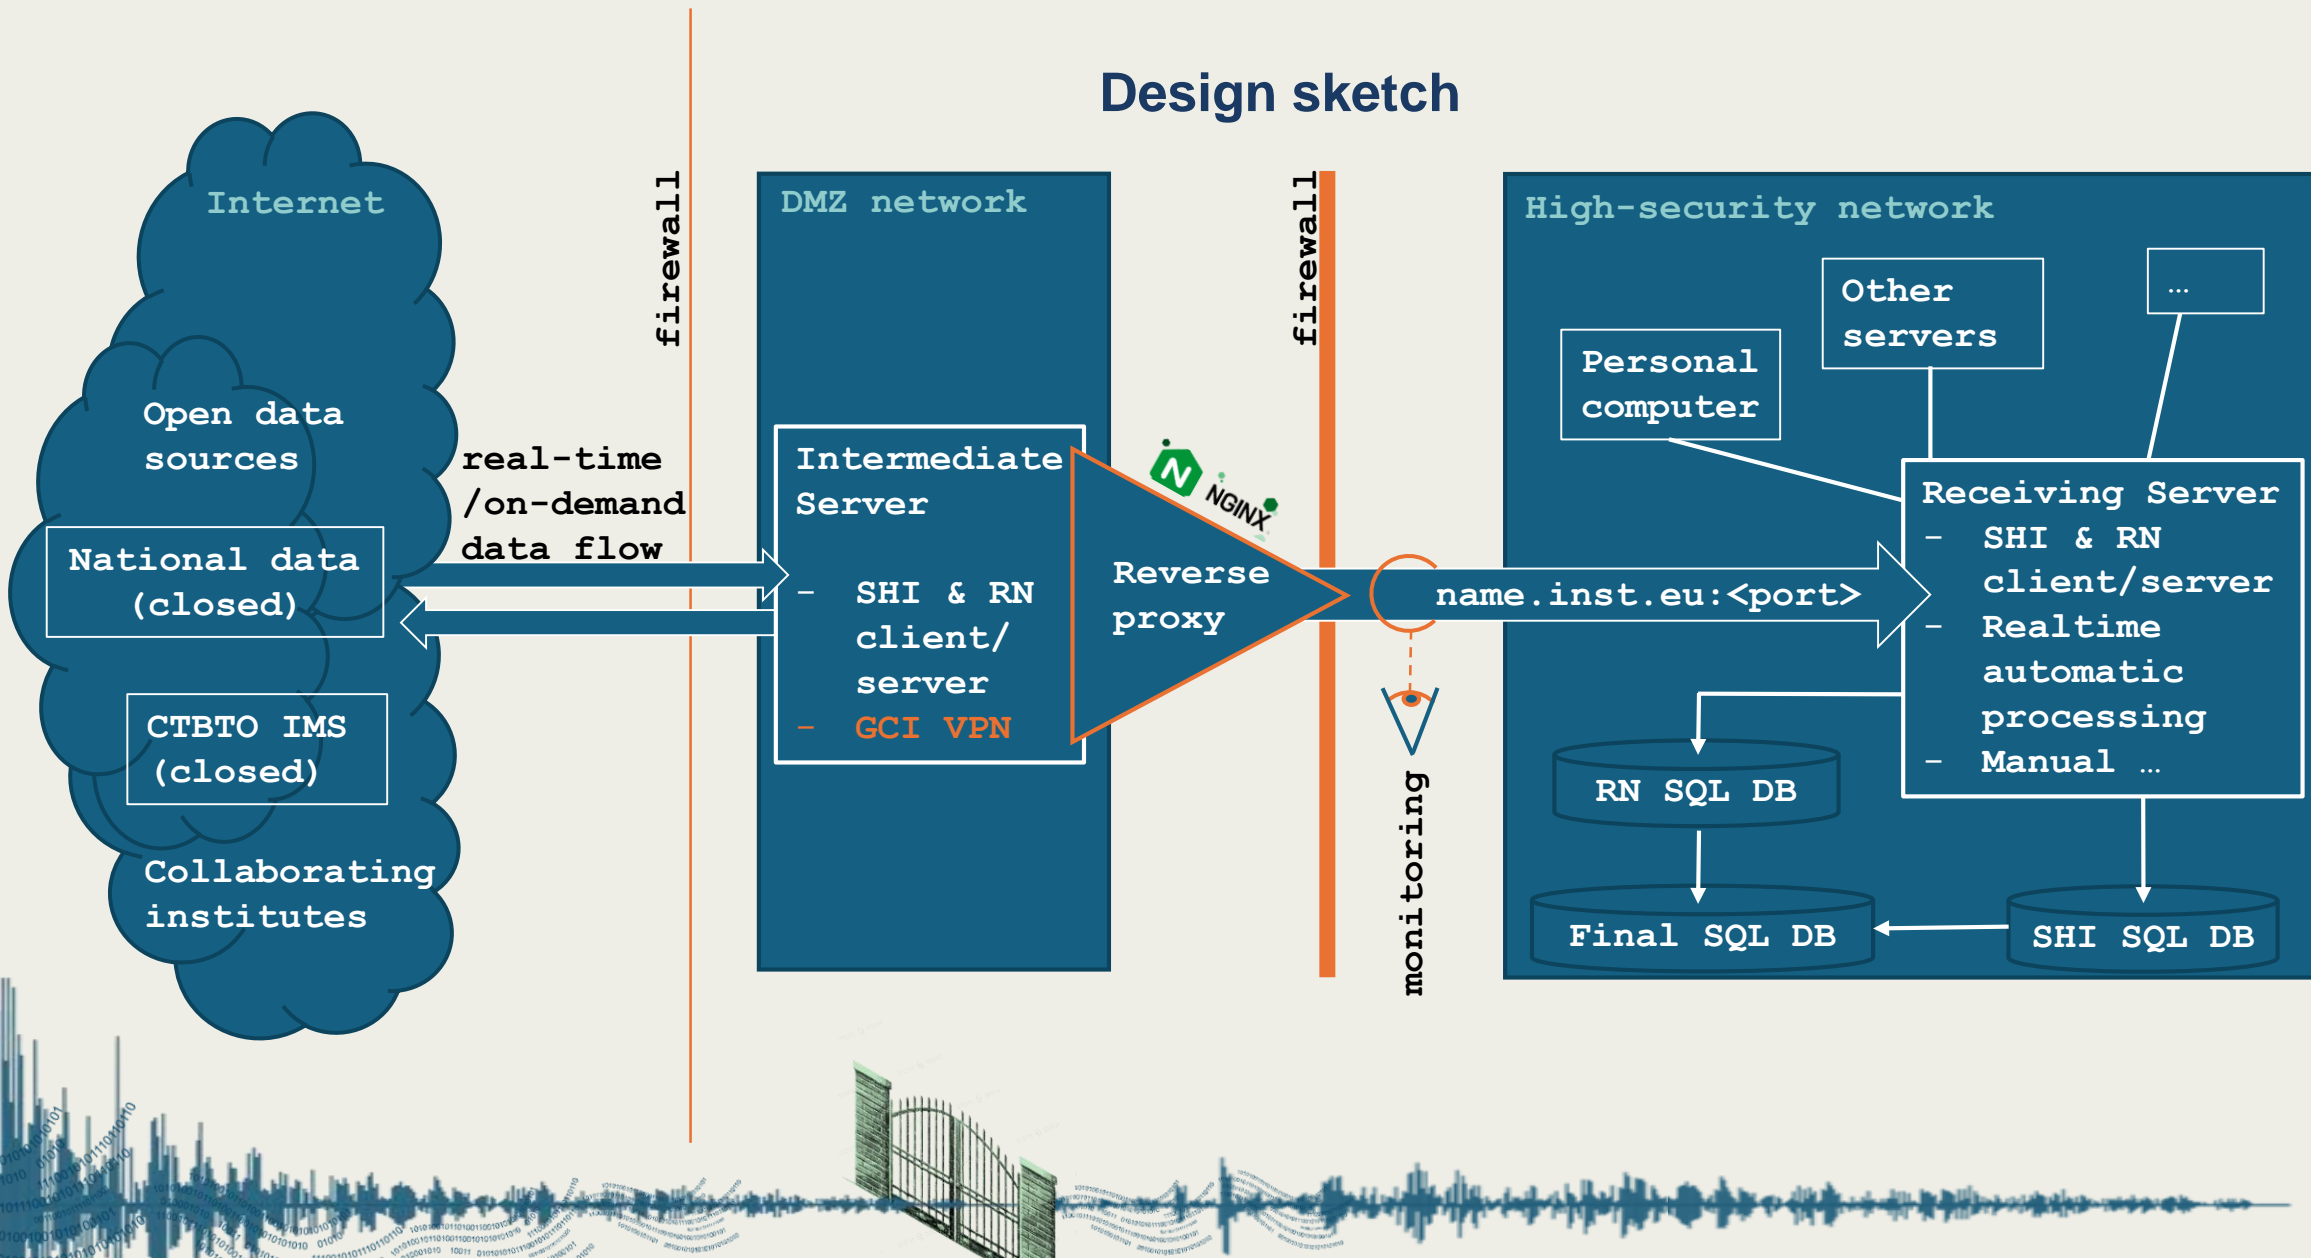 Design sketch
Internet
Open data
sources
National data
(closed)
CTBTO IMS
(closed)
Collaborating
institutes
real-time
/on-demand
data flow
firewall
DMZ network
Intermediate
Server
- SHI & RN
client/
server
- GCI VPN
NGINX
Reverse
proxy
firewall
name.inst.eu:<port>
monitoring
High-security network
Personal
computer
Other
servers
…
Receiving Server
- SHI & RN
client/server
- Realtime
automatic
processing
- Manual …
RN SQL DB
Final SQL DB
SHI SQL DB